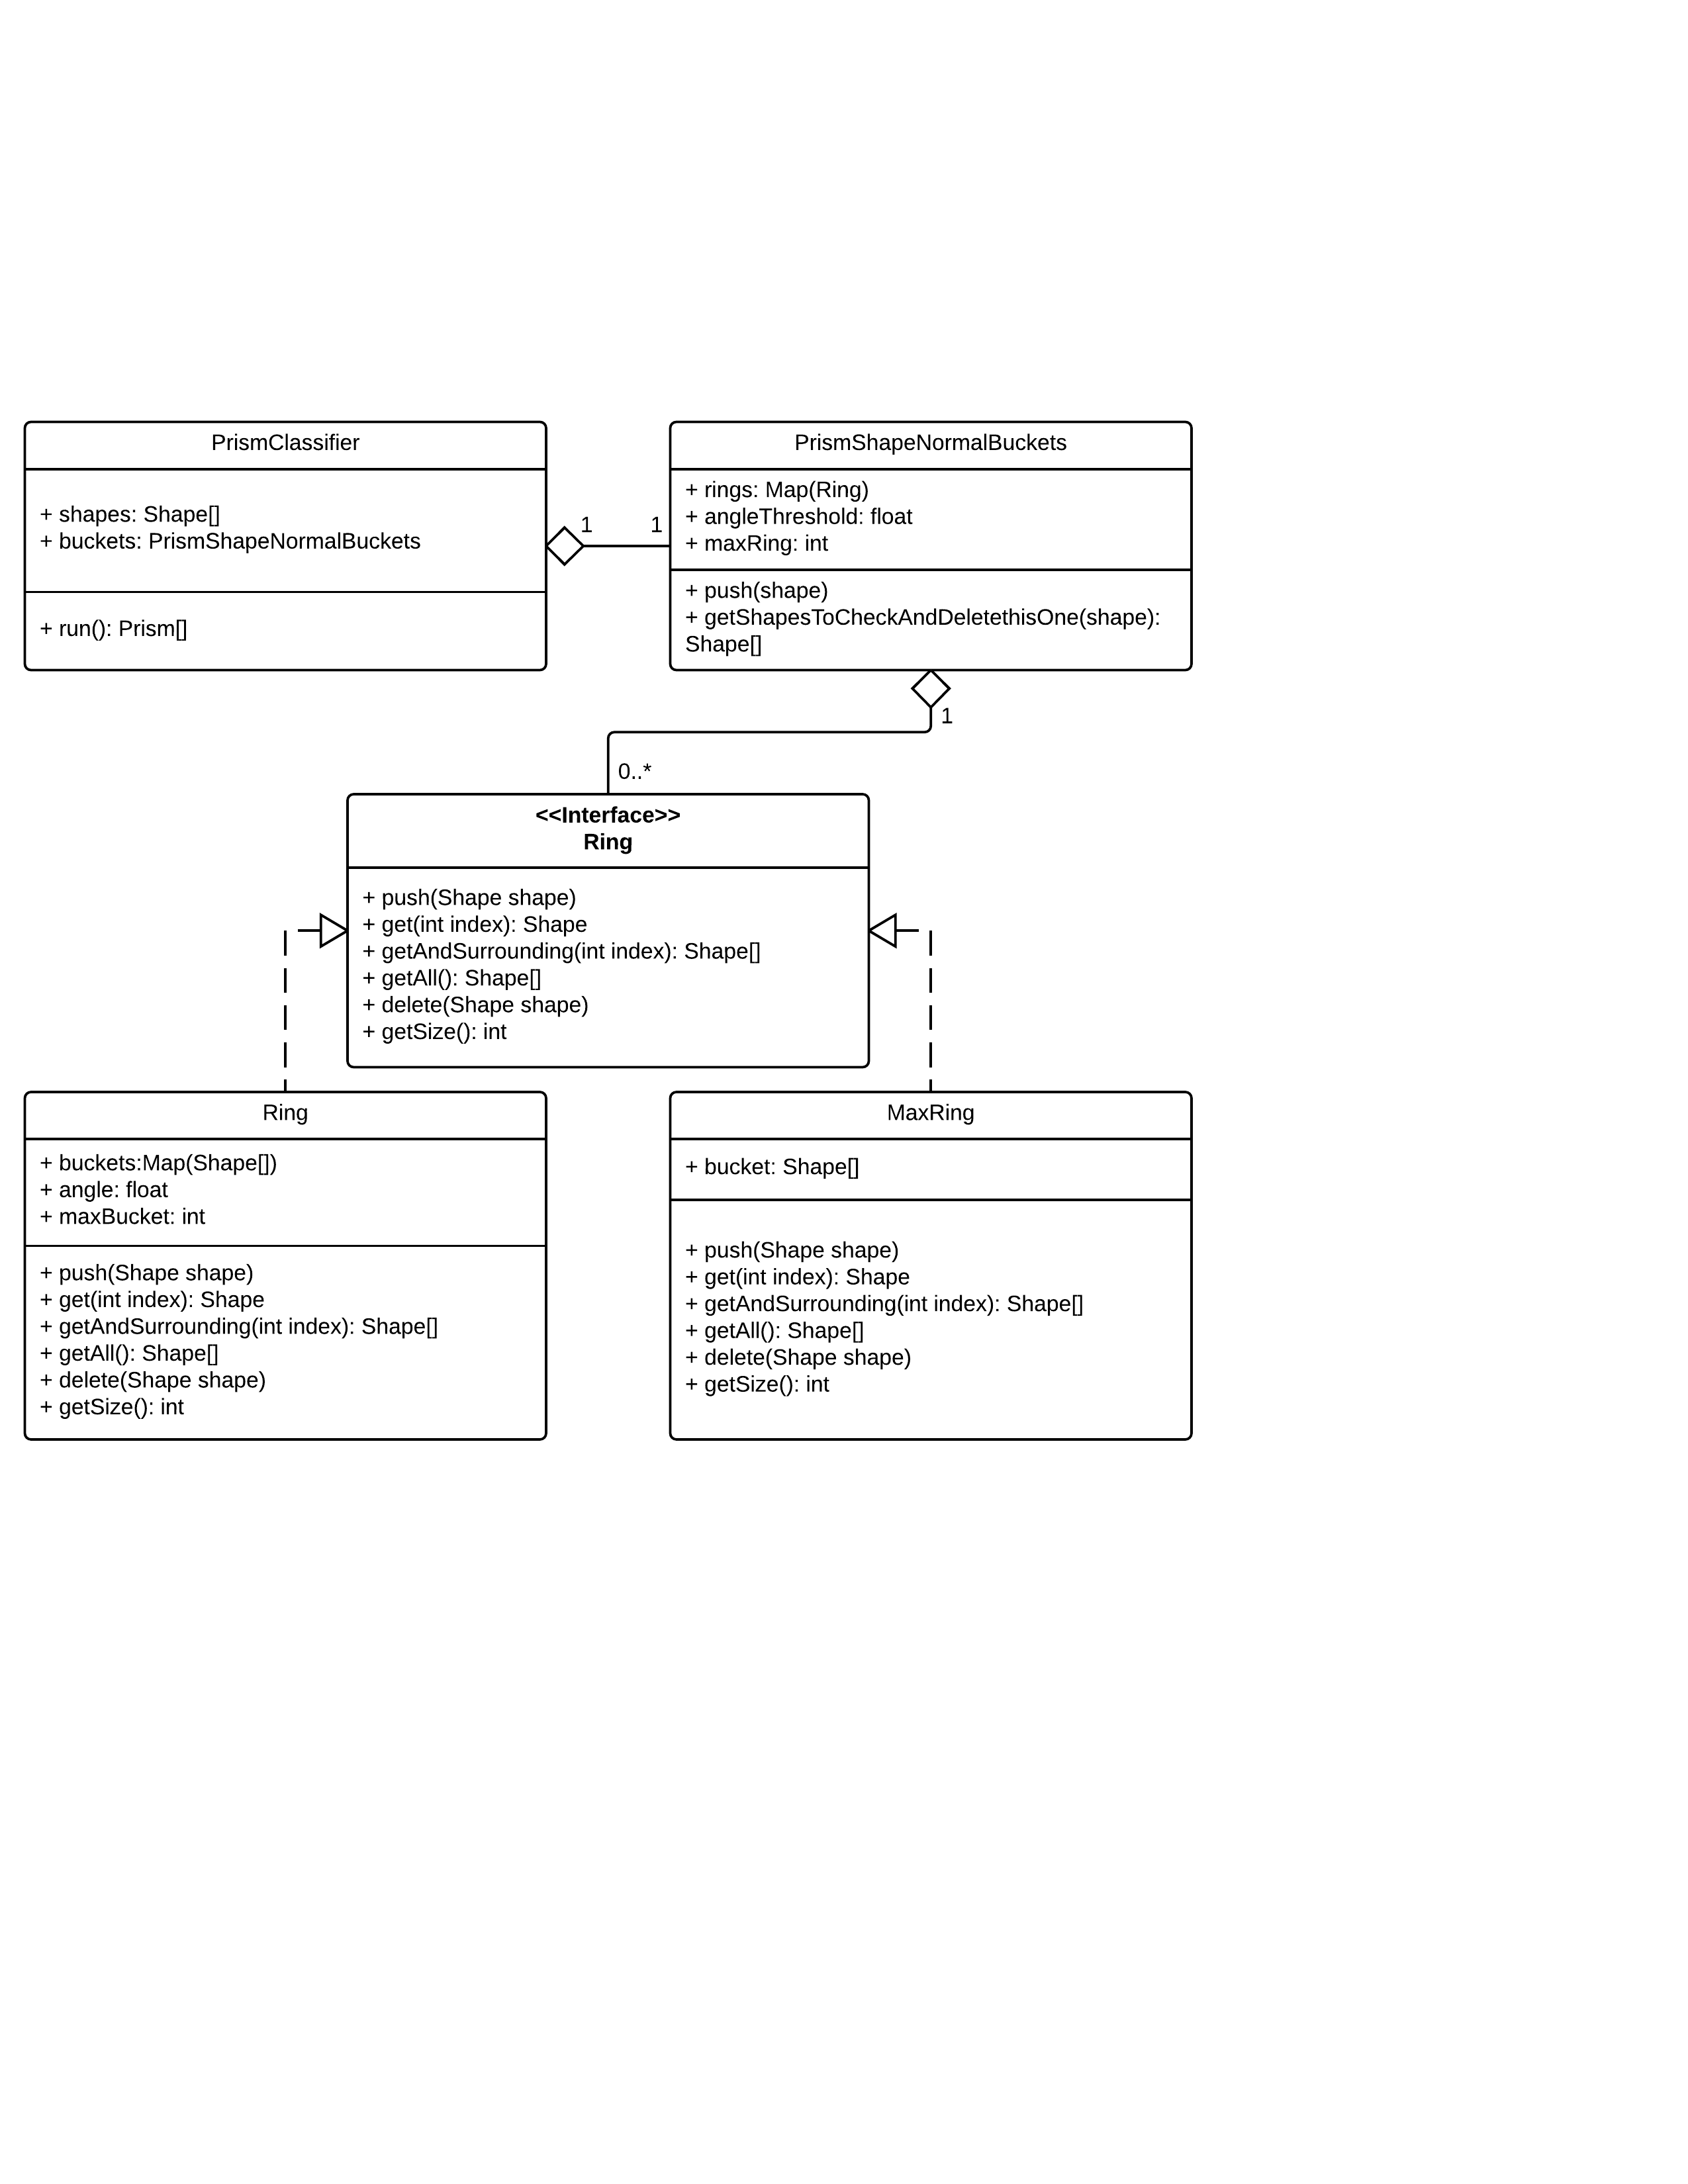 PrismClassifier
+ shapes: Shape[]
+ buckets: PrismShapeNormalBuckets
+ run(): Prism[]
1
1
PrismShapeNormalBuckets
+ rings: Map(Ring)
+ angleThreshold: float
+ maxRing: int
+ push(shape)
+ getShapesToCheckAndDeletethisOne(shape):
Shape[]
1
0..*
<<Interface>>
Ring
+ push(Shape shape)
+ get(int index): Shape
+ getAndSurrounding(int index): Shape[]
+ getAll(): Shape[]
+ delete(Shape shape)
+ getSize(): int
Ring
+ buckets:Map(Shape[])
+ angle: float
+ maxBucket: int
+ push(Shape shape)
+ get(int index): Shape
+ getAndSurrounding(int index): Shape[]
+ getAll(): Shape[]
+ delete(Shape shape)
+ getSize(): int
MaxRing
+ bucket: Shape[]
+ push(Shape shape)
+ get(int index): Shape
+ getAndSurrounding(int index): Shape[]
+ getAll(): Shape[]
+ delete(Shape shape)
+ getSize(): int